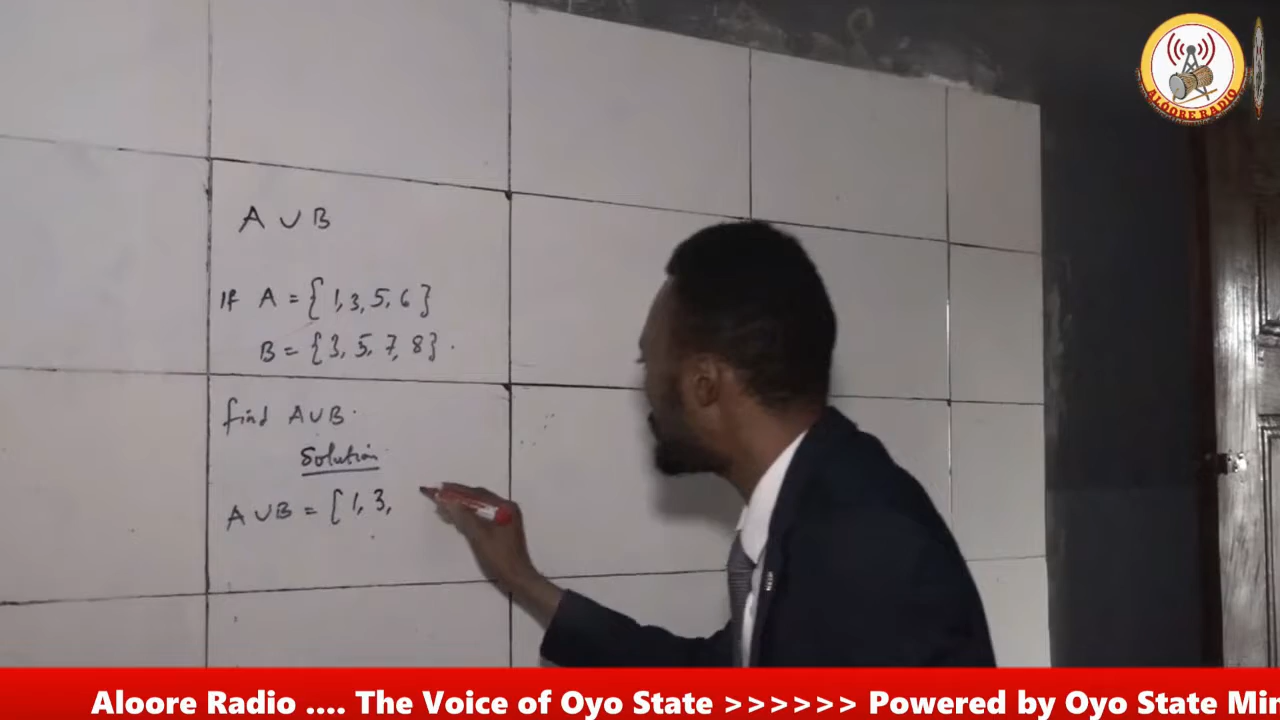 A ∪ B
If A = { 1, 3, 5, 6 }
B = { 3, 5, 7, 8 } .
find A∪B.
Solution
A ∪ B = [ 1, 3,
ALOORE RADIO
Aloore Radio .... The Voice of Oyo State >>>>>> Powered by Oyo State Min